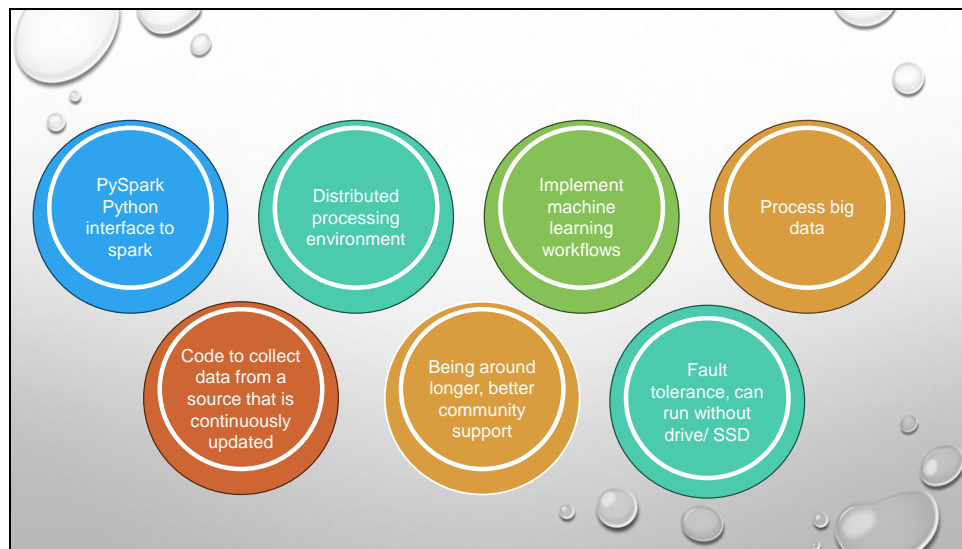 PySpark
Python
interface to
spark
Distributed
processing
environment
Implement
machine
learning
workflows
Process big
data
Code to collect
data from a
source that is
continuously
updated
Being around
longer, better
community
support
Fault
tolerance, can
run without
drive/ SSD